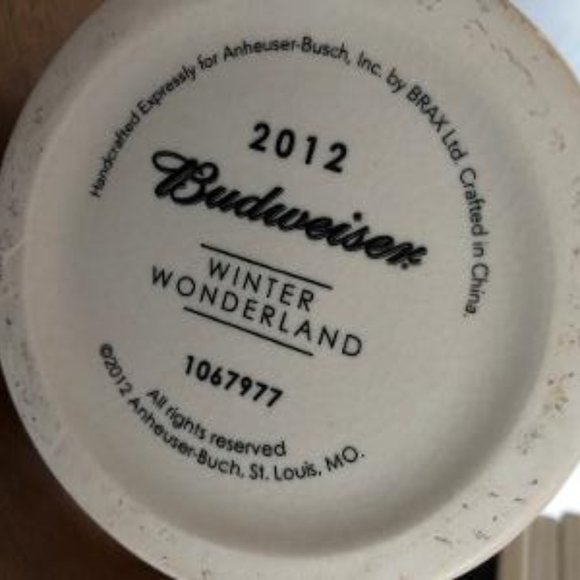 Handcrafted Expressly for Anheuser-Busch, Inc. by BRAX Ltd. Crafted in China.
2012
Budweiser
WINTER
WONDERLAND
1067977
All rights reserved
©2012 Anheuser-Buch, St. Louis, MO.